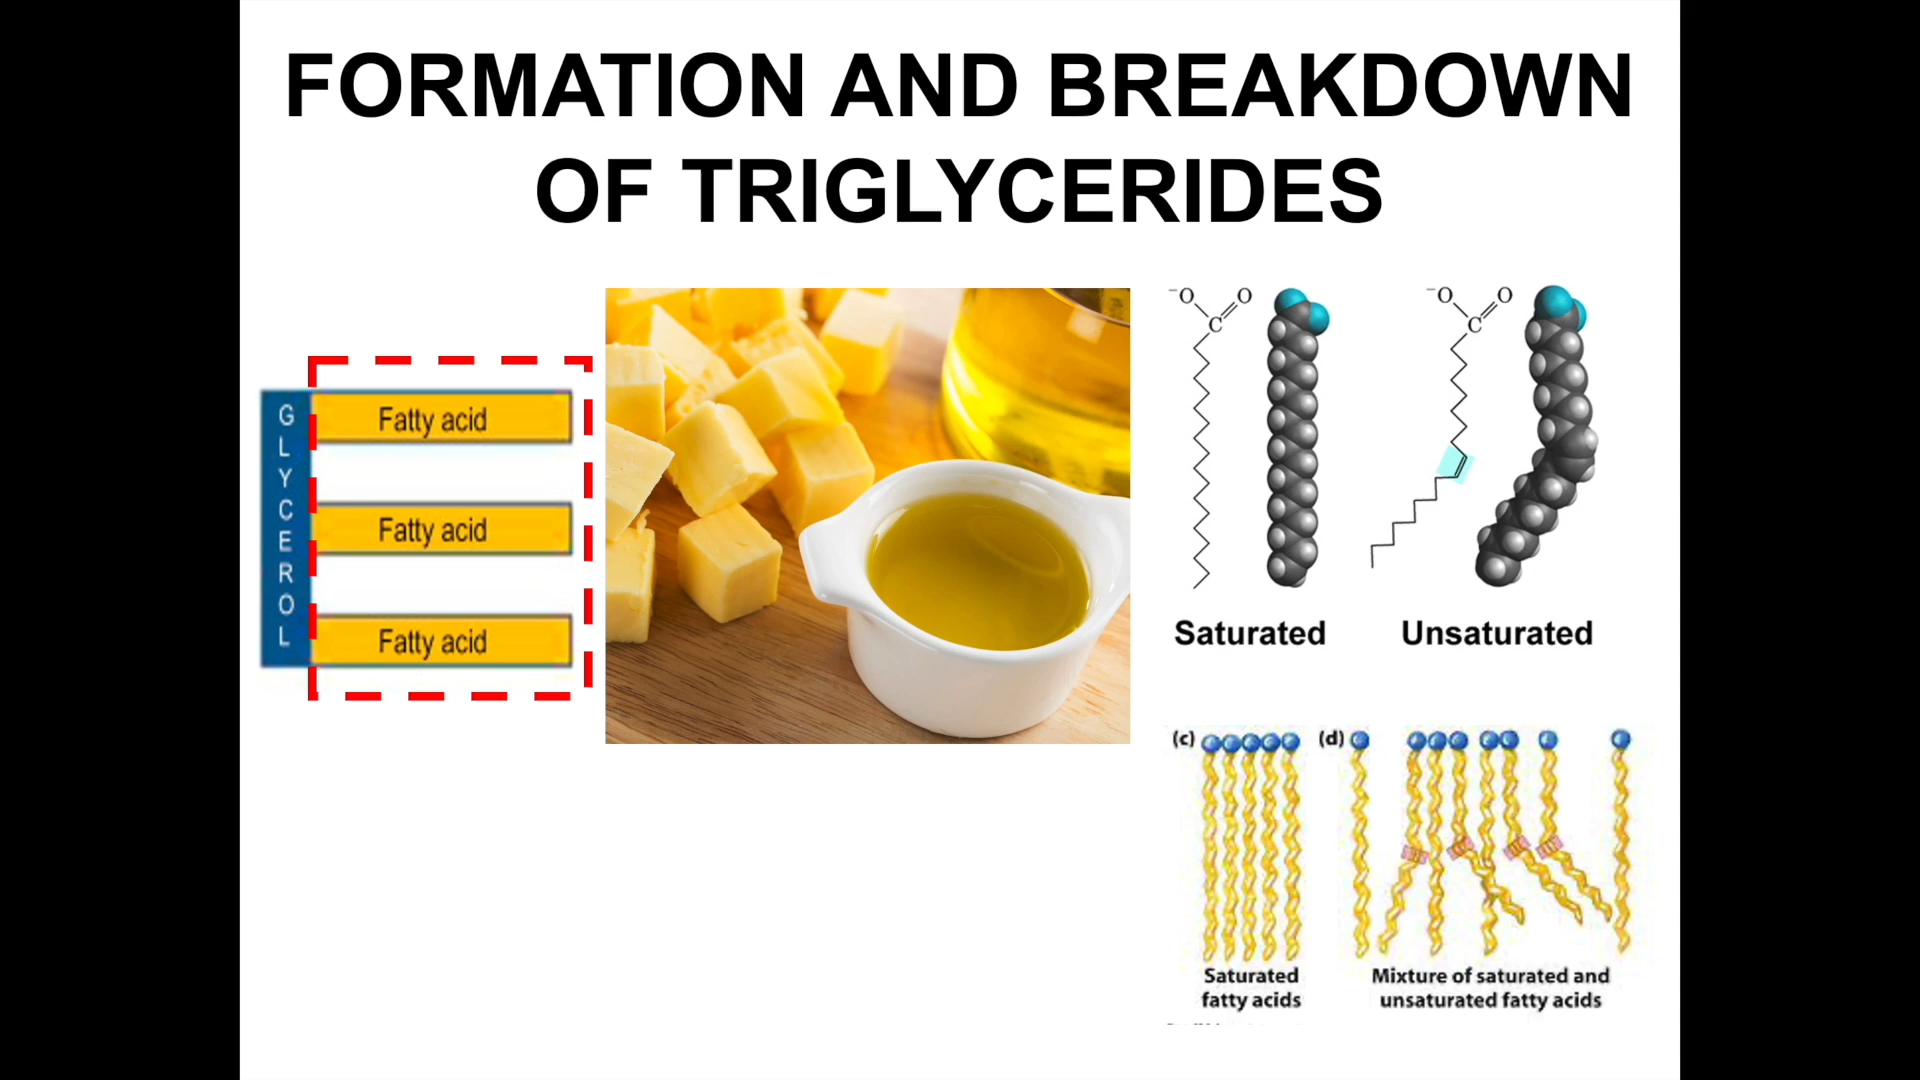 FORMATION AND BREAKDOWN
OF TRIGLYCERIDES
GLYCEROL
Fatty acid
Fatty acid
Fatty acid
⁻O
O
C
⁻O
O
C
Saturated
Unsaturated
(c)
(d)
Saturated
fatty acids
Mixture of saturated and
unsaturated fatty acids